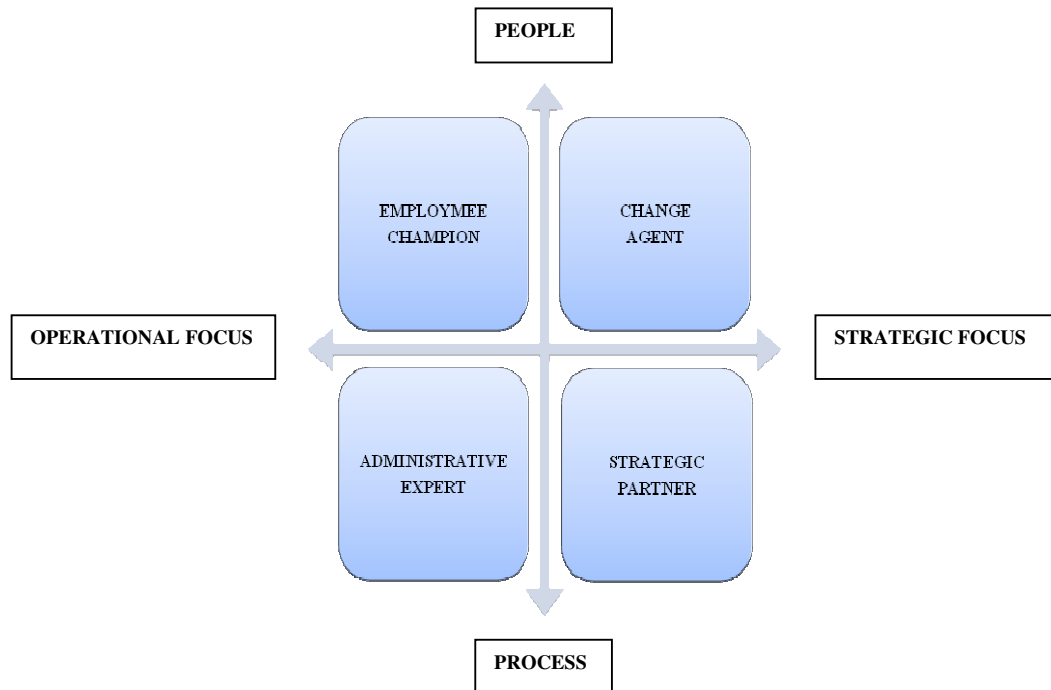 PEOPLE
EMPLOYMEE
CHAMPION
CHANGE
AGENT
OPERATIONAL FOCUS
STRATEGIC FOCUS
ADMINISTRATIVE
EXPERT
STRATEGIC
PARTNER
PROCESS